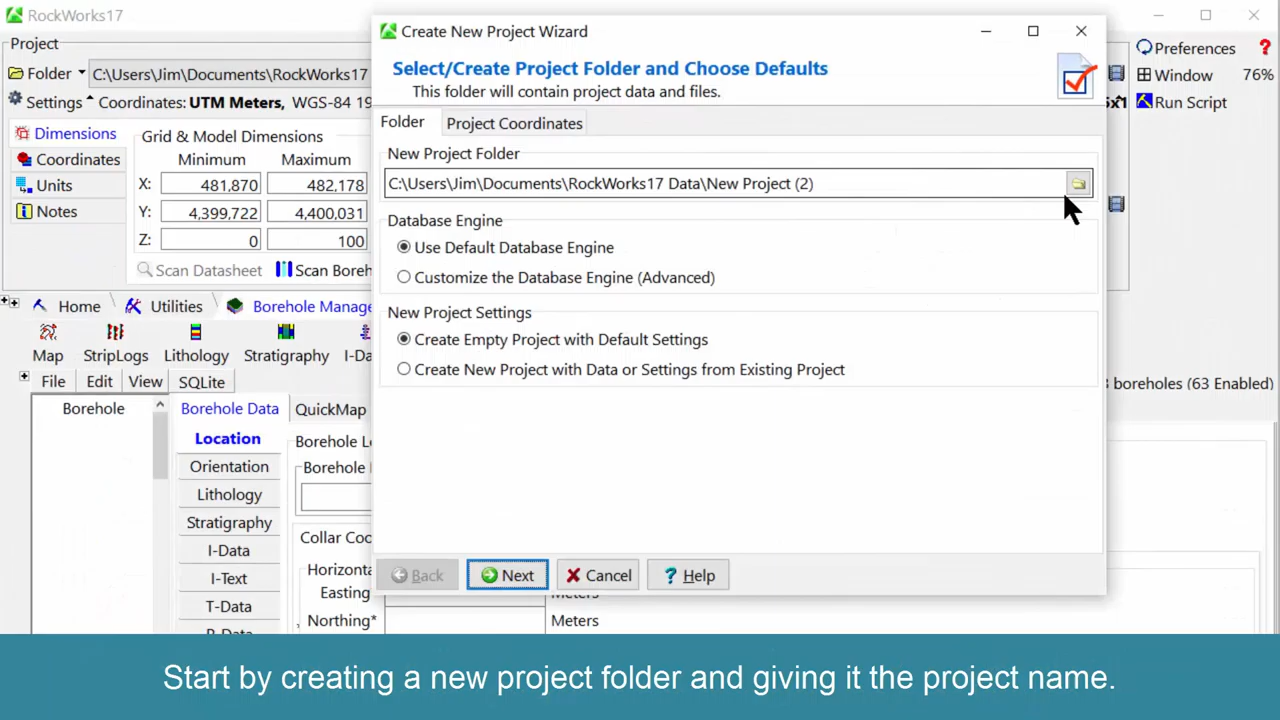 RockWorks17
Project
Folder C:\Users\Jim\Documents\RockWorks17
Settings Coordinates: UTM Meters, WGS-84 19
Dimensions
Coordinates
Units
Notes
Grid & Model Dimensions
Minimum Maximum
X: 481,870 482,178
Y: 4,399,722 4,400,031
Z: 0 100
Scan Datasheet Scan Boreh
Home Utilities Borehole Manage
Map StripLogs Lithology Stratigraphy I-Da
File Edit View SQLite
Borehole
Borehole Data QuickMap
Location
Orientation
Lithology
Stratigraphy
I-Data
I-Text
T-Data
Borehole Lo
Borehole
Collar Coo
Horizonta
Easting
Northing*
Meters
Meters
Create New Project Wizard
Select/Create Project Folder and Choose Defaults
This folder will contain project data and files.
Folder Project Coordinates
New Project Folder
C:\Users\Jim\Documents\RockWorks17 Data\New Project (2)
Database Engine
Use Default Database Engine
Customize the Database Engine (Advanced)
New Project Settings
Create Empty Project with Default Settings
Create New Project with Data or Settings from Existing Project
Back Next Cancel Help
Preferences ?
Window 76%
Run Script
boreholes (63 Enabled)
Start by creating a new project folder and giving it the project name.